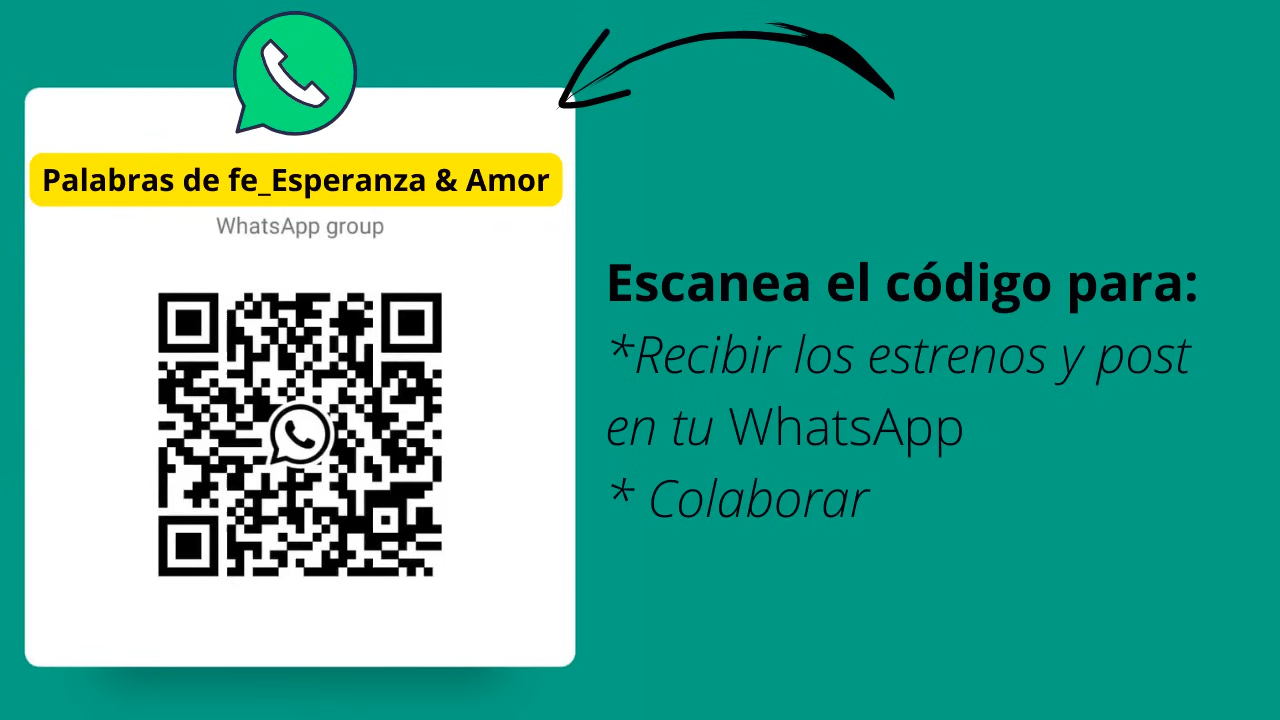 Palabras de fe_Esperanza & Amor
WhatsApp group
Escanea el código para:
*Recibir los estrenos y post
en tu WhatsApp
* Colaborar